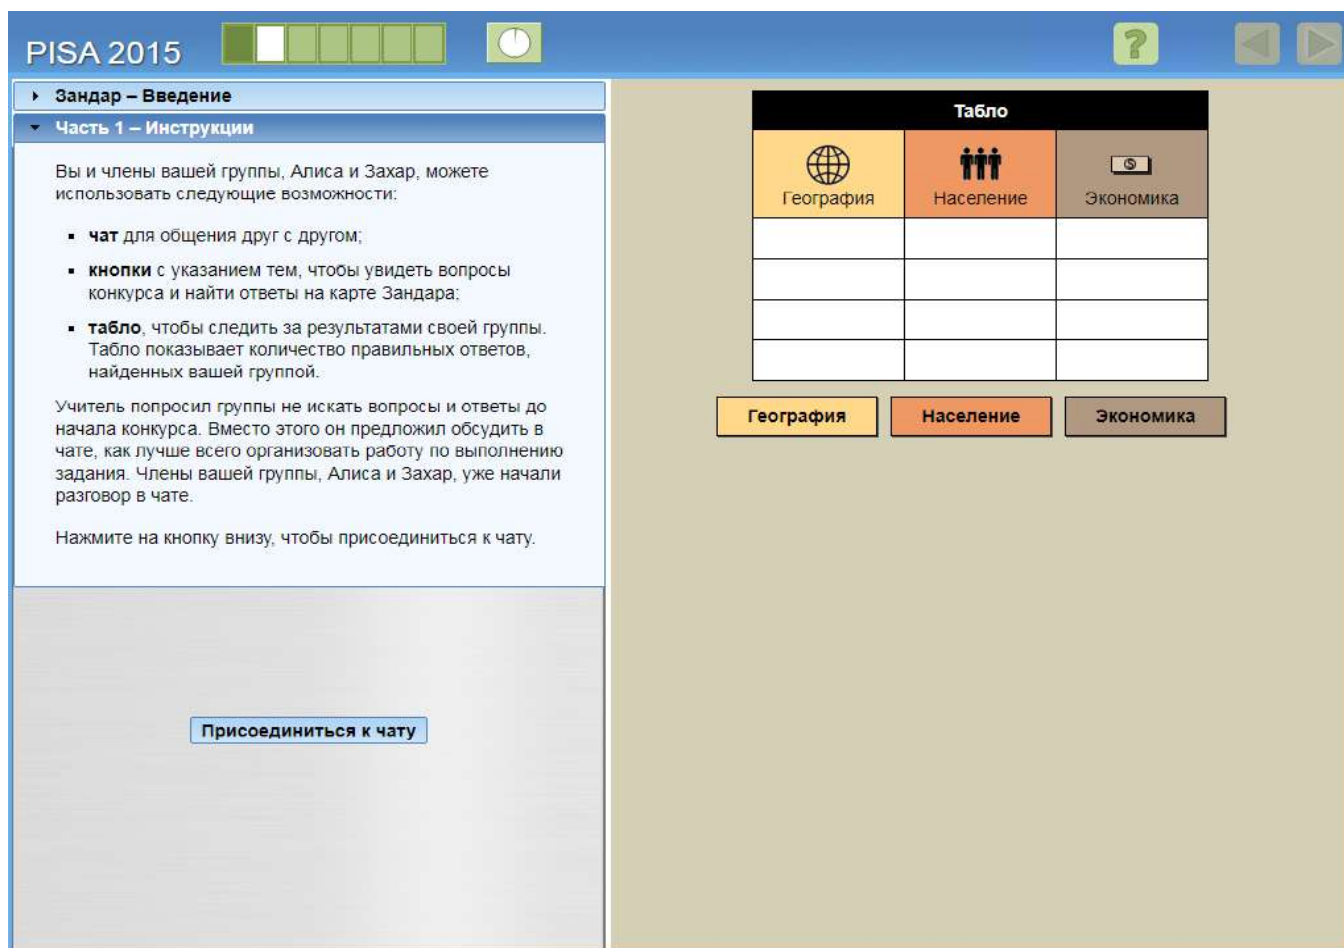 PISA 2015
?
Зандар – Введение
Часть 1 – Инструкции
Вы и члены вашей группы, Алиса и Захар, можете
использовать следующие возможности:
▪ чат для общения друг с другом;
▪ кнопки с указанием тем, чтобы увидеть вопросы
конкурса и найти ответы на карте Зандара;
▪ табло, чтобы следить за результатами своей группы.
Табло показывает количество правильных ответов,
найденных вашей группой.
Учитель попросил группы не искать вопросы и ответы до
начала конкурса. Вместо этого он предложил обсудить в
чате, как лучше всего организовать работу по выполнению
задания. Члены вашей группы, Алиса и Захар, уже начали
разговор в чате.
Нажмите на кнопку внизу, чтобы присоединиться к чату.
Присоединиться к чату
Табло
География Население Экономика
География Население Экономика